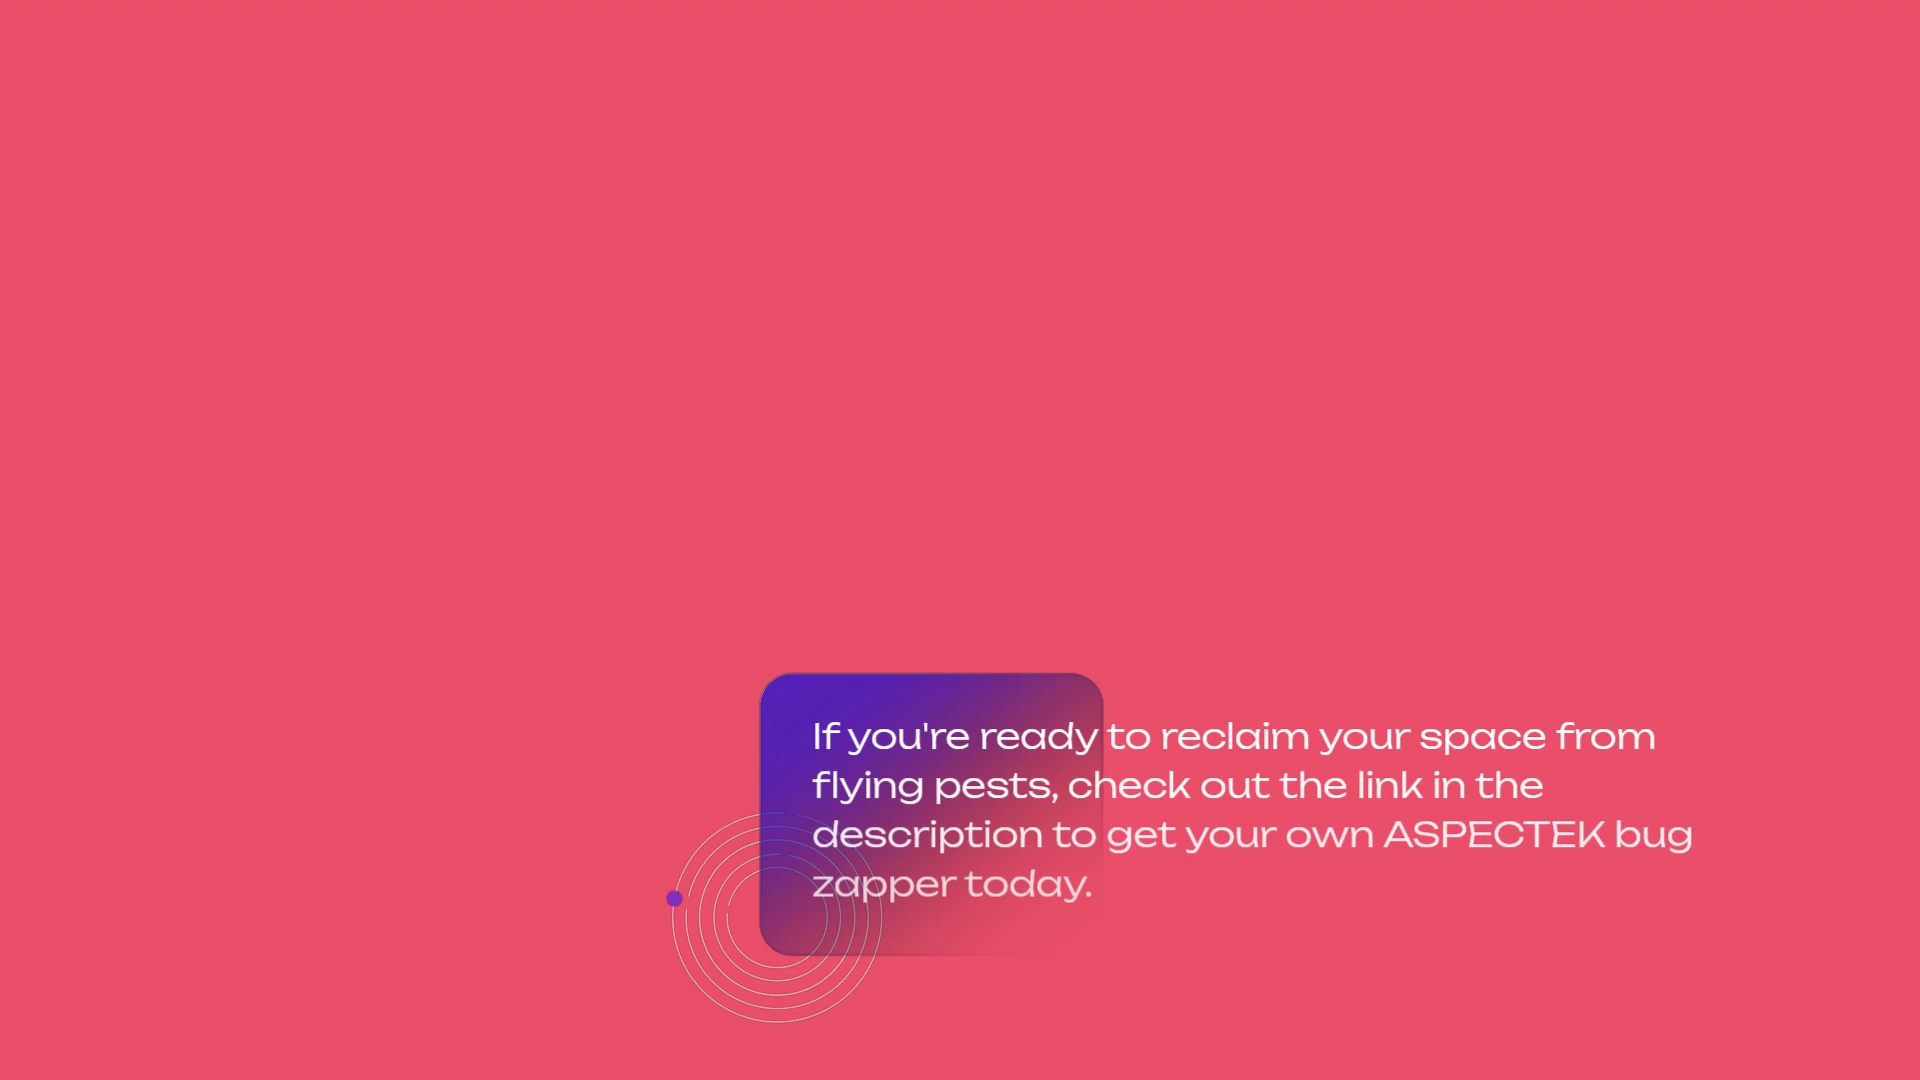 If you're ready to reclaim your space from
flying pests, check out the link in the
description to get your own ASPECTEK bug
zapper today.